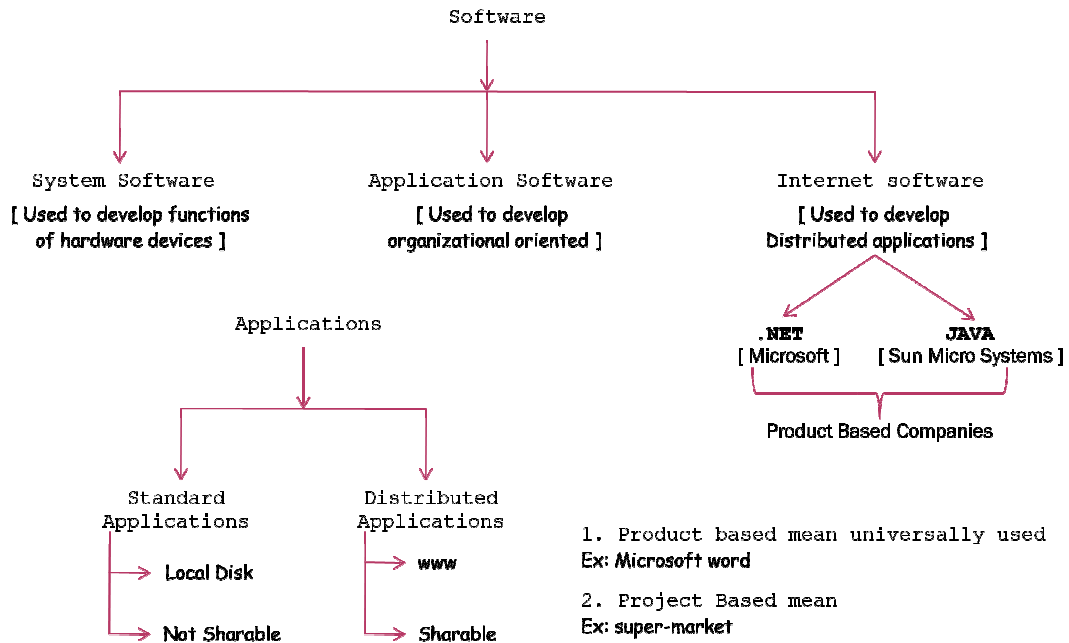 Software
System Software
[ Used to develop functions
of hardware devices ]
Application Software
[ Used to develop
organizational oriented ]
Internet software
[ Used to develop
Distributed applications ]
.NET
[ Microsoft ]
JAVA
[ Sun Micro Systems ]
Product Based Companies
Applications
Standard
Applications
Local Disk
Not Sharable
Distributed
Applications
www
Sharable
1. Product based mean universally used
Ex: Microsoft word
2. Project Based mean
Ex: super-market